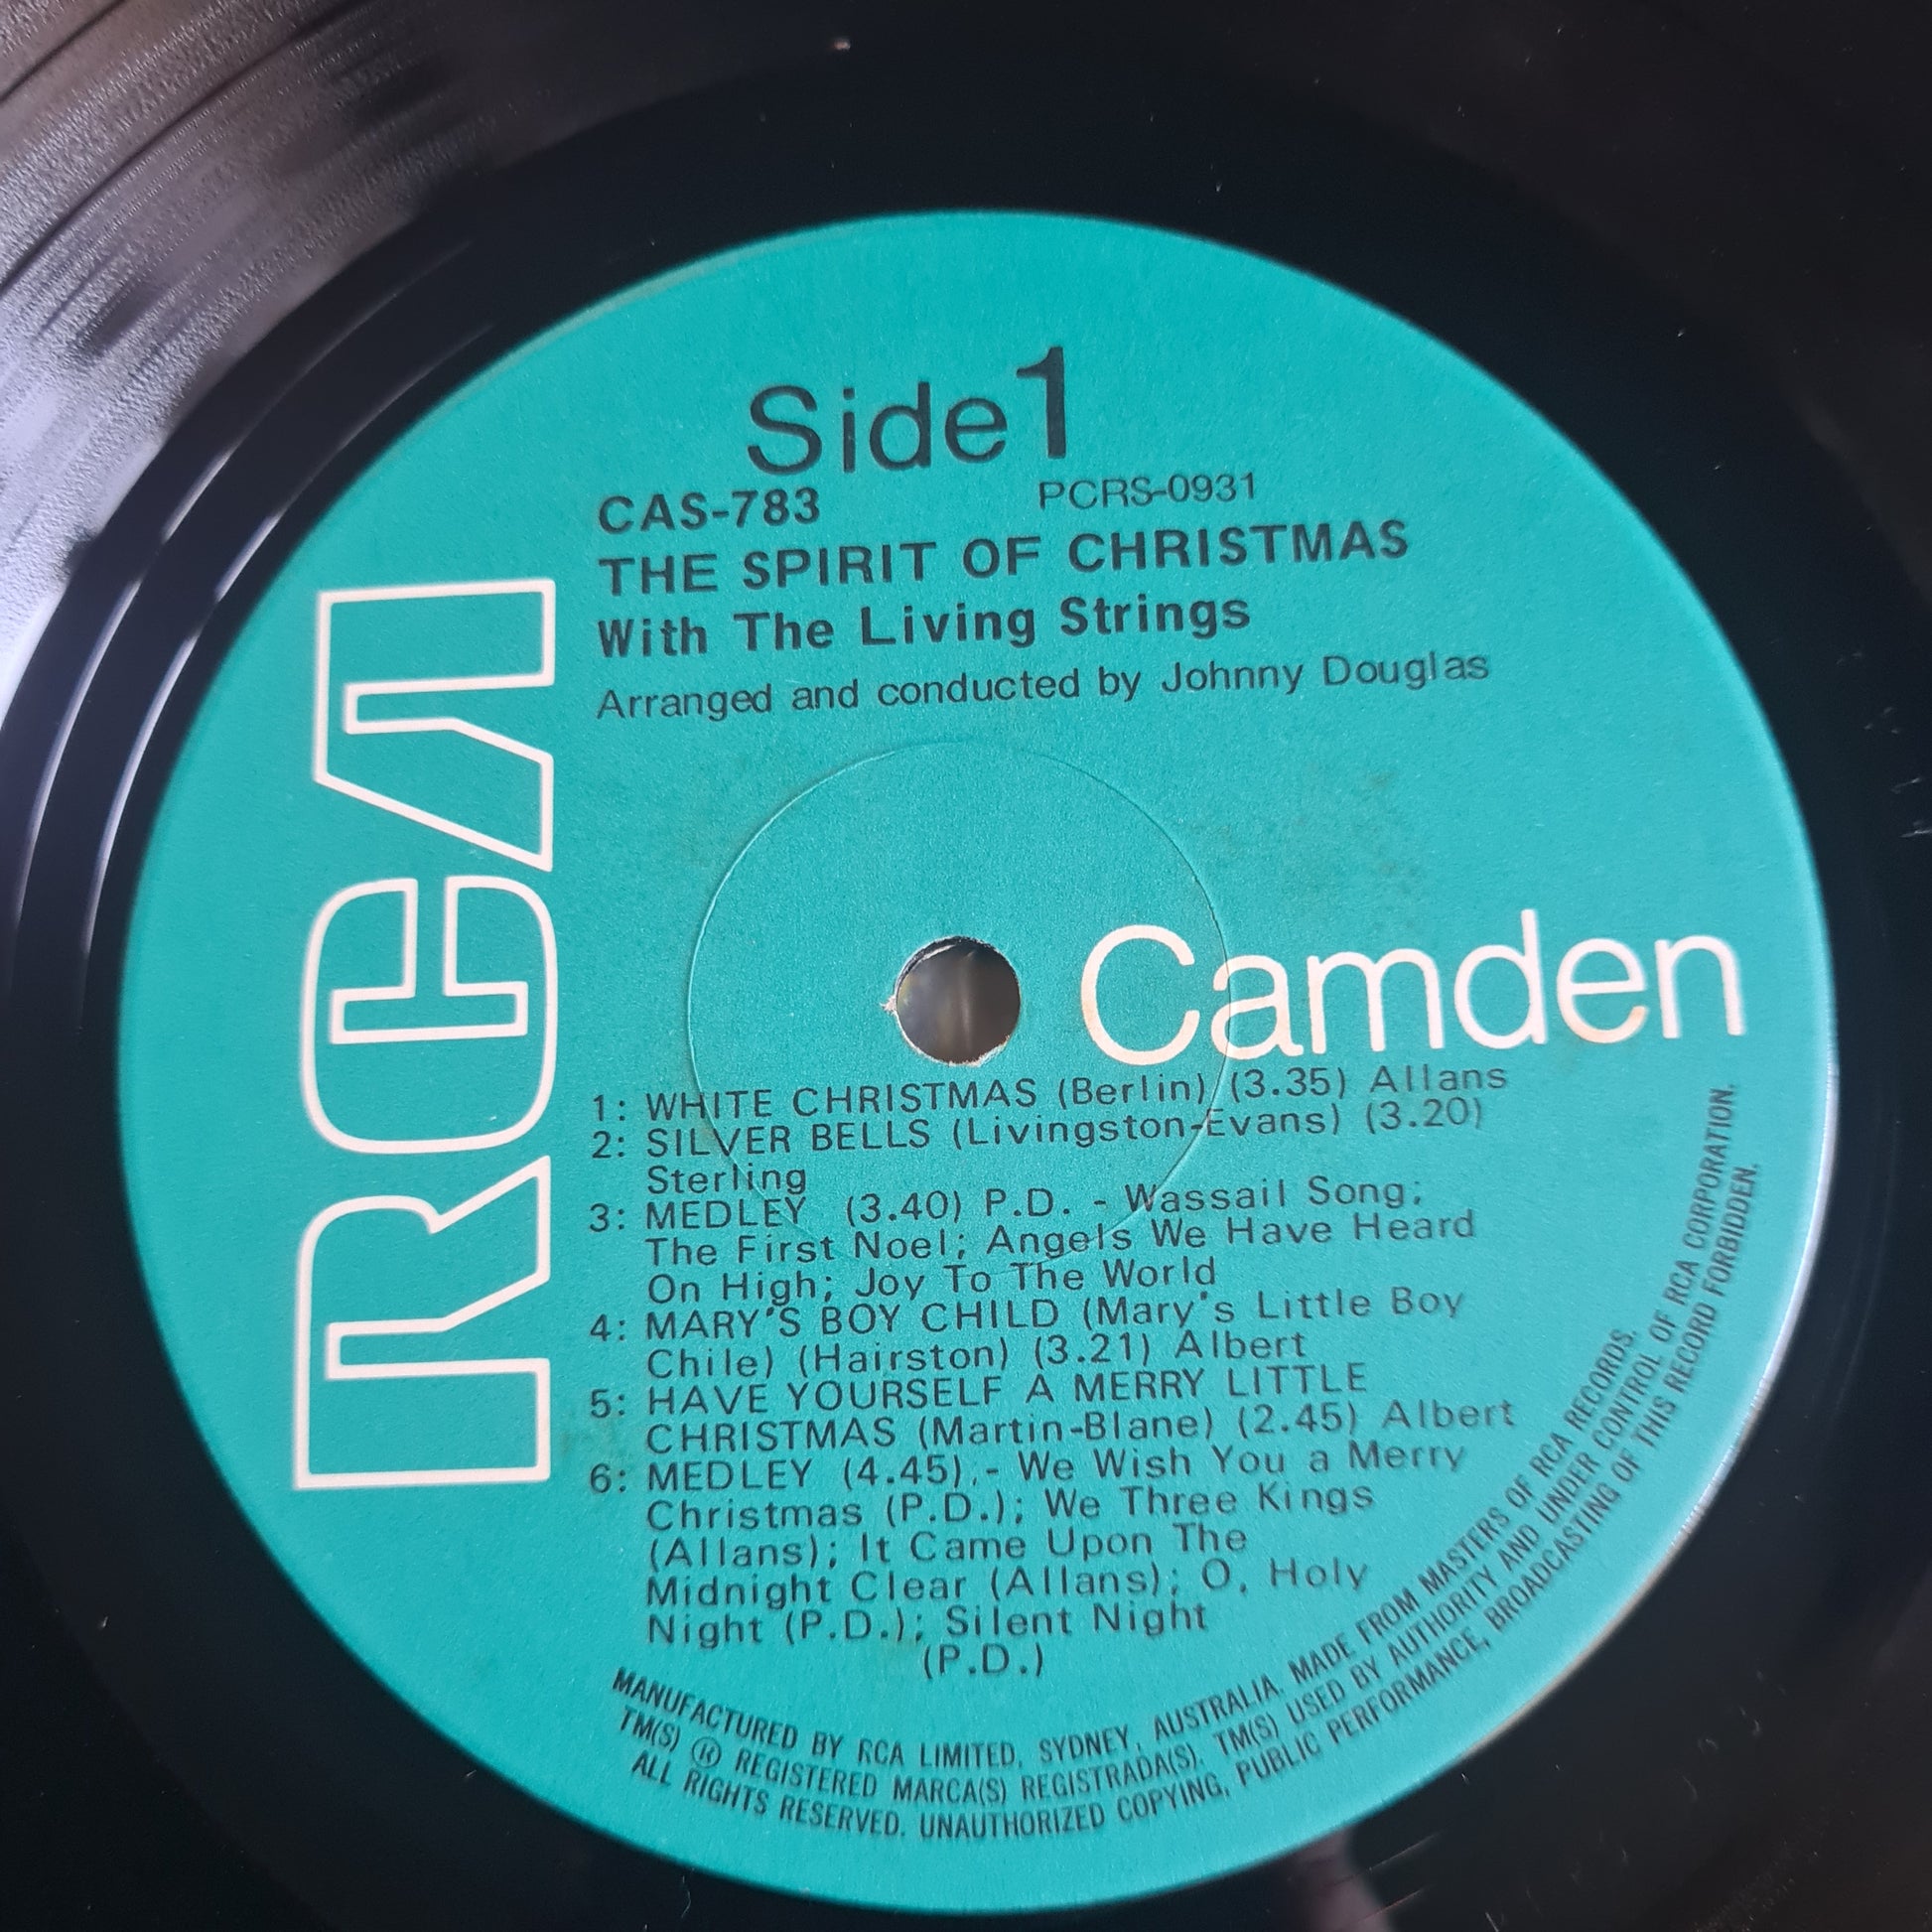 Side 1
CAS-783 PCRS-0931
THE SPIRIT OF CHRISTMAS
With The Living Strings
Arranged and conducted by Johnny Douglas
RCA
Camden
1: WHITE CHRISTMAS (Berlin) (3.35) Allans
2: SILVER BELLS (Livingston-Evans) (3.20)
Sterling
3: MEDLEY (3.40) P.D. - Wassail Song;
The First Noel; Angels We Have Heard
On High; Joy To The World
4: MARY'S BOY CHILD (Mary's Little Boy
Chile) (Hairston) (3.21) Albert
5: HAVE YOURSELF A MERRY LITTLE
CHRISTMAS (Martin-Blane) (2.45) Albert
6: MEDLEY (4.45).- We Wish You a Merry
Christmas (P.D.); We Three Kings
(Allans); It Came Upon The
Midnight Clear (Allans); O, Holy
Night (P.D.); Silent Night
(P.D.)
MANUFACTURED BY RCA LIMITED, SYDNEY, AUSTRALIA. MADE FROM MASTERS OF RCA RECORDS.
TM(S) ® REGISTERED MARCA(S) REGISTRADA(S). TM(S) USED BY AUTHORITY AND UNDER CONTROL OF RCA CORPORATION.
ALL RIGHTS RESERVED. UNAUTHORIZED COPYING, PUBLIC PERFORMANCE, BROADCASTING OF THIS RECORD FORBIDDEN.